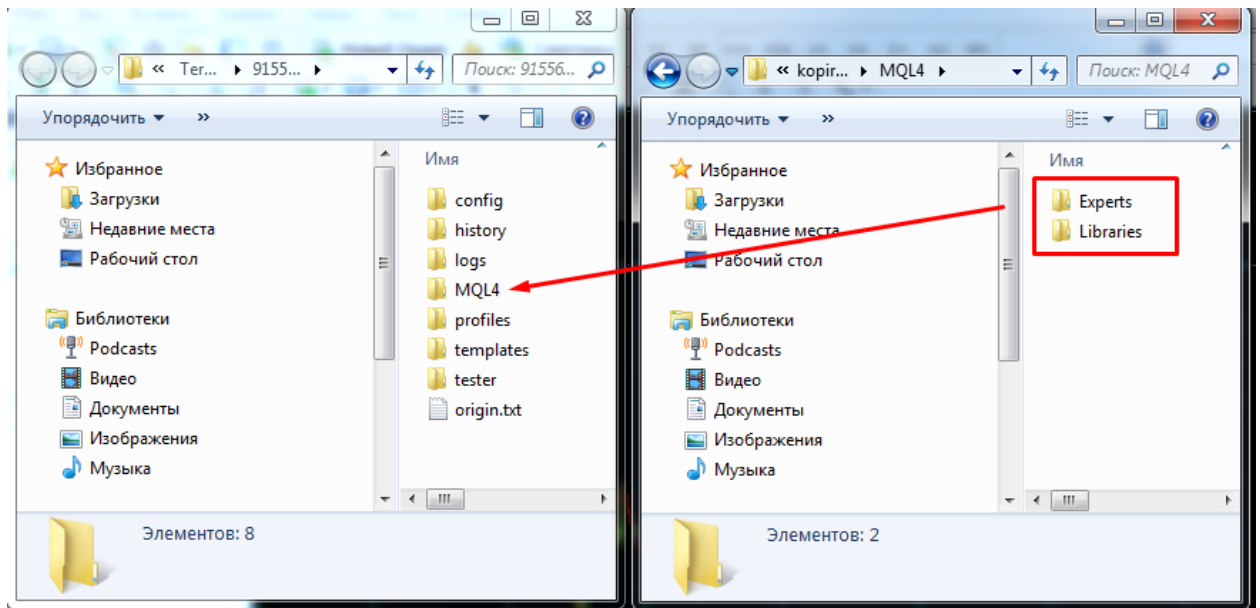 « Ter... 9155...
Поиск: 91556...
Упорядочить »
Избранное
Загрузки
Недавние места
Рабочий стол
Библиотеки
Podcasts
Видео
Документы
Изображения
Музыка
Имя
config
history
logs
MQL4
profiles
templates
tester
origin.txt
Элементов: 8
« kopir... MQL4
Поиск: MQL4
Упорядочить »
Избранное
Загрузки
Недавние места
Рабочий стол
Библиотеки
Podcasts
Видео
Документы
Изображения
Музыка
Имя
Experts
Libraries
Элементов: 2